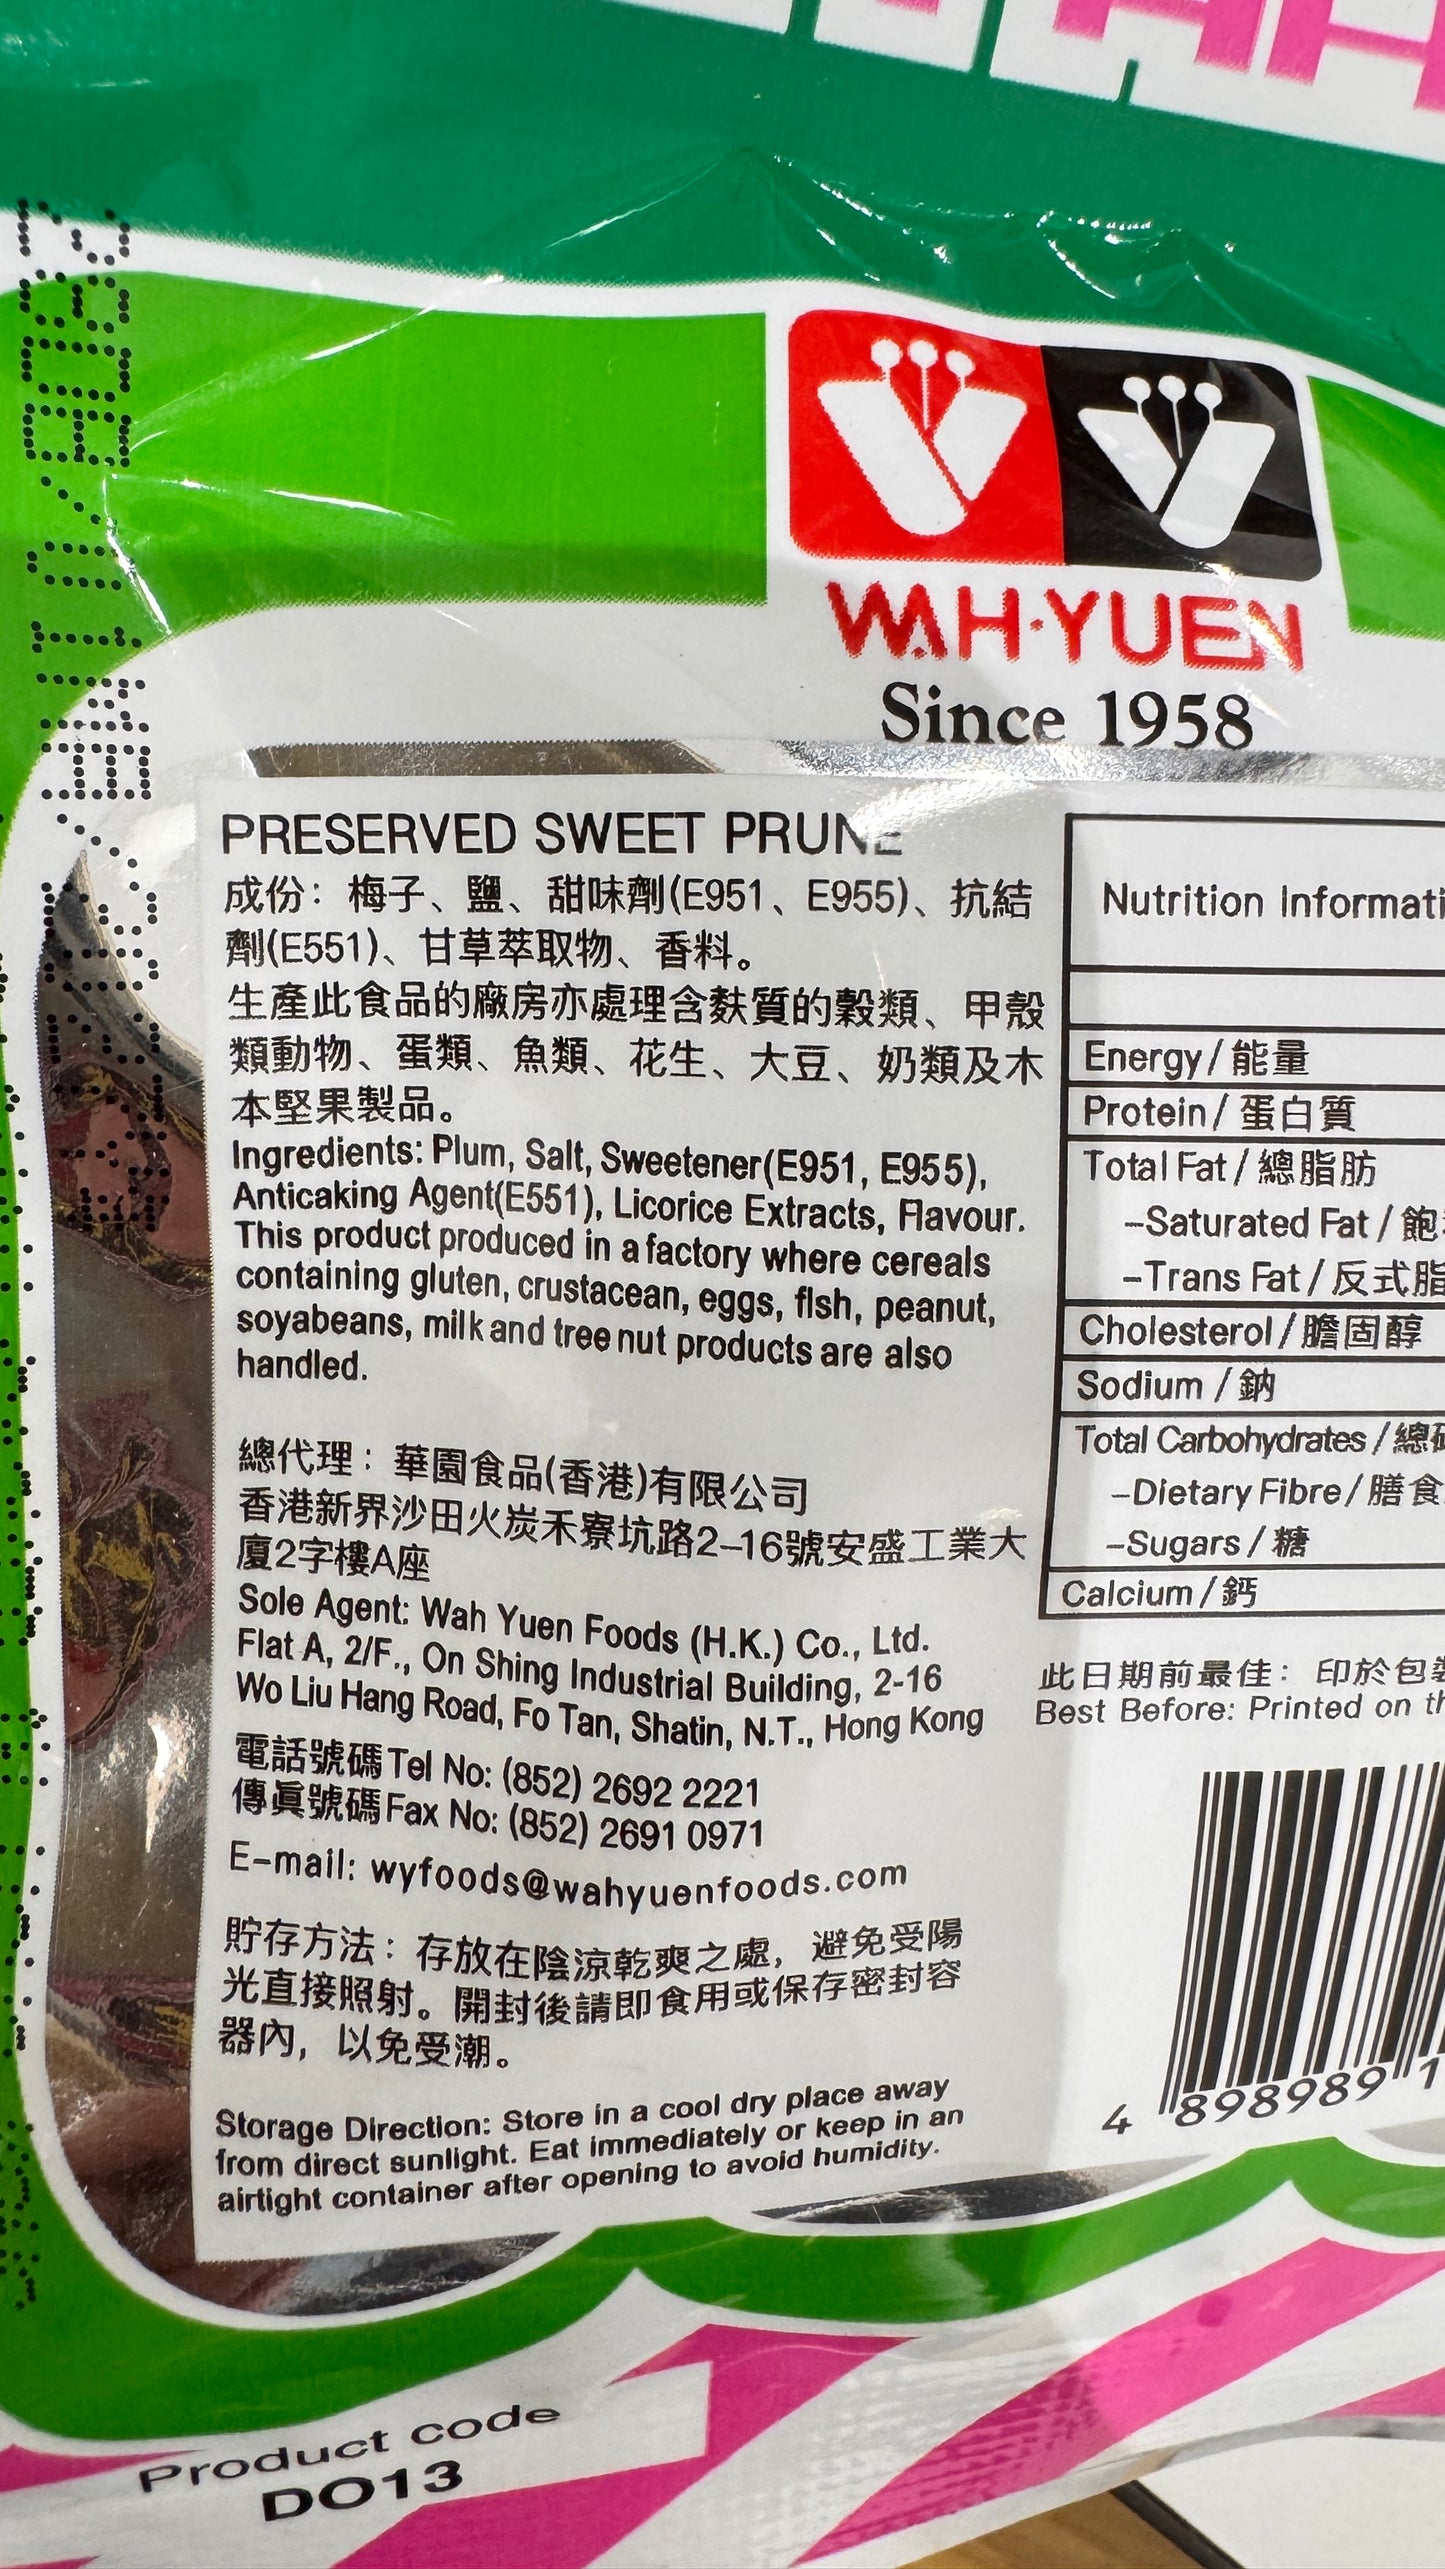 WAH·YUEN
Since 1958
PRESERVED SWEET PRUNE
成份：梅子、鹽、甜味劑(E951、E955)、抗結
劑(E551)、甘草萃取物、香料。
生產此食品的廠房亦處理含麩質的穀類、甲殼
類動物、蛋類、魚類、花生、大豆、奶類及木
本堅果製品。
Ingredients: Plum, Salt, Sweetener(E951, E955),
Anticaking Agent(E551), Licorice Extracts, Flavour.
This product produced in a factory where cereals
containing gluten, crustacean, eggs, fish, peanut,
soyabeans, milk and tree nut products are also
handled.
總代理：華園食品(香港)有限公司
香港新界沙田火炭禾寮坑路2–16號安盛工業大
廈2字樓A座
Sole Agent: Wah Yuen Foods (H.K.) Co., Ltd.
Flat A, 2/F., On Shing Industrial Building, 2-16
Wo Liu Hang Road, Fo Tan, Shatin, N.T., Hong Kong
電話號碼 Tel No: (852) 2692 2221
傳眞號碼 Fax No: (852) 2691 0971
E-mail: wyfoods@wahyuenfoods.com
貯存方法：存放在陰涼乾爽之處，避免受陽
光直接照射。開封後請即食用或保存密封容
器內，以免受潮。
Storage Direction: Store in a cool dry place away
from direct sunlight. Eat immediately or keep in an
airtight container after opening to avoid humidity.
Nutrition Informati
Energy / 能量
Protein / 蛋白質
Total Fat / 總脂肪
–Saturated Fat / 飽
–Trans Fat / 反式脂
Cholesterol / 膽固醇
Sodium / 鈉
Total Carbohydrates / 總
–Dietary Fibre / 膳食
–Sugars / 糖
Calcium / 鈣
此日期前最佳：印於包裝
Best Before: Printed on th
4 898989 1
Product code
DO13